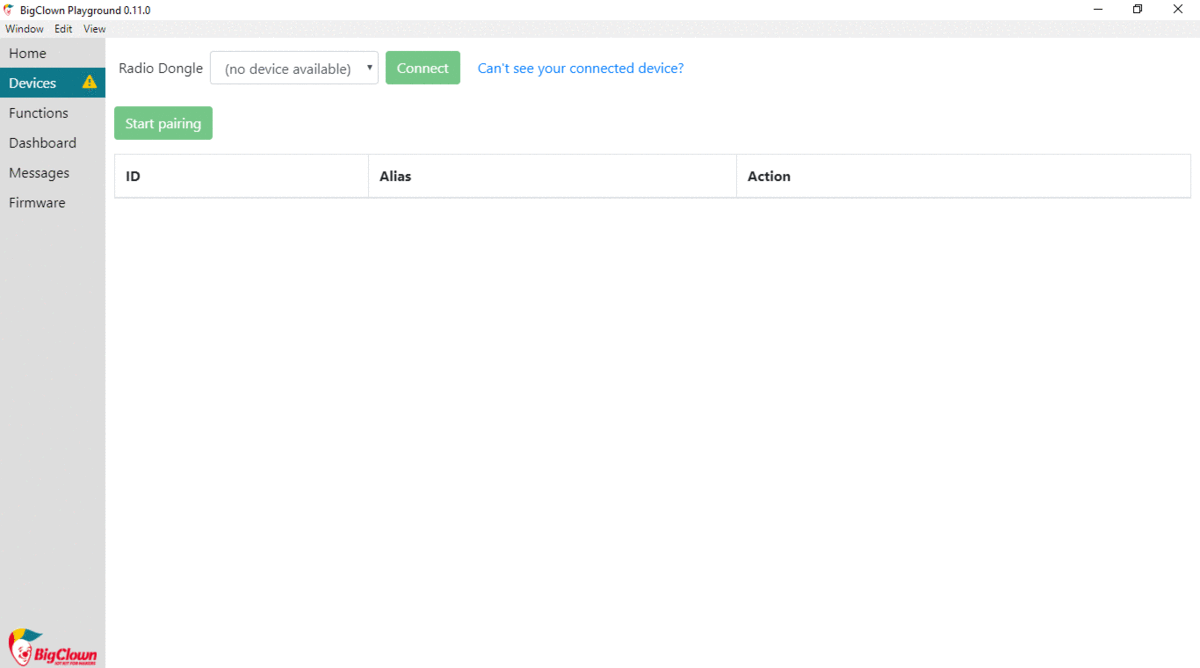 BigClown Playground 0.11.0
Window Edit View
Home
Devices
Functions
Dashboard
Messages
Firmware
Radio Dongle (no device available) Connect Can't see your connected device?
Start pairing
ID Alias Action
BigClown